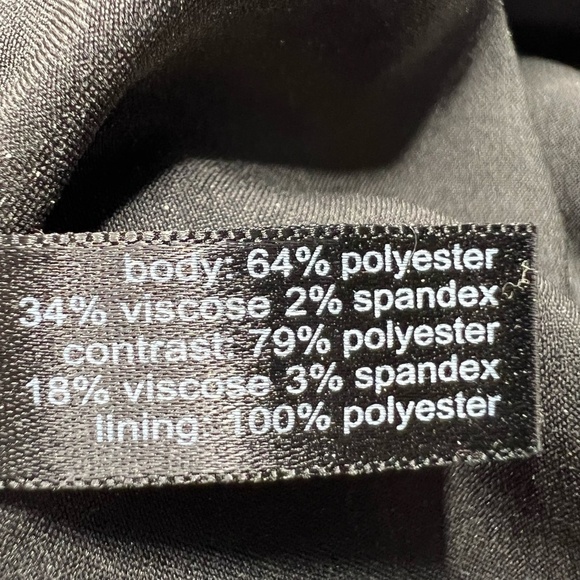 body: 64% polyester
34% viscose 2% spandex
contrast: 79% polyester
18% viscose 3% spandex
lining: 100% polyester